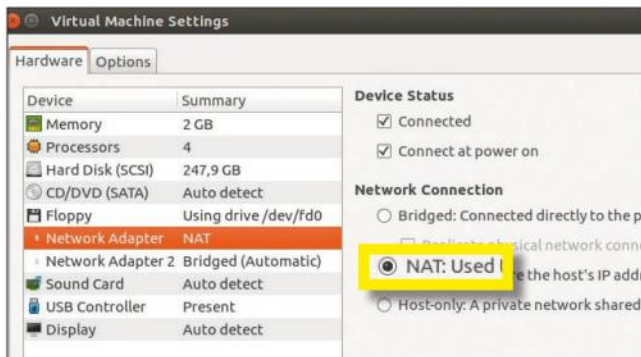 Virtual Machine Settings
Hardware Options
Device Summary
Memory 2 GB
Processors 4
Hard Disk (SCSI) 247,9 GB
CD/DVD (SATA) Auto detect
Floppy Using drive /dev/fd0
Network Adapter NAT
Network Adapter 2 Bridged (Automatic)
Sound Card Auto detect
USB Controller Present
Display Auto detect
Device Status
Connected
Connect at power on
Network Connection
Bridged: Connected directly to the p
physical network conn
NAT: Used
the host's IP addr
Host-only: A private network shared